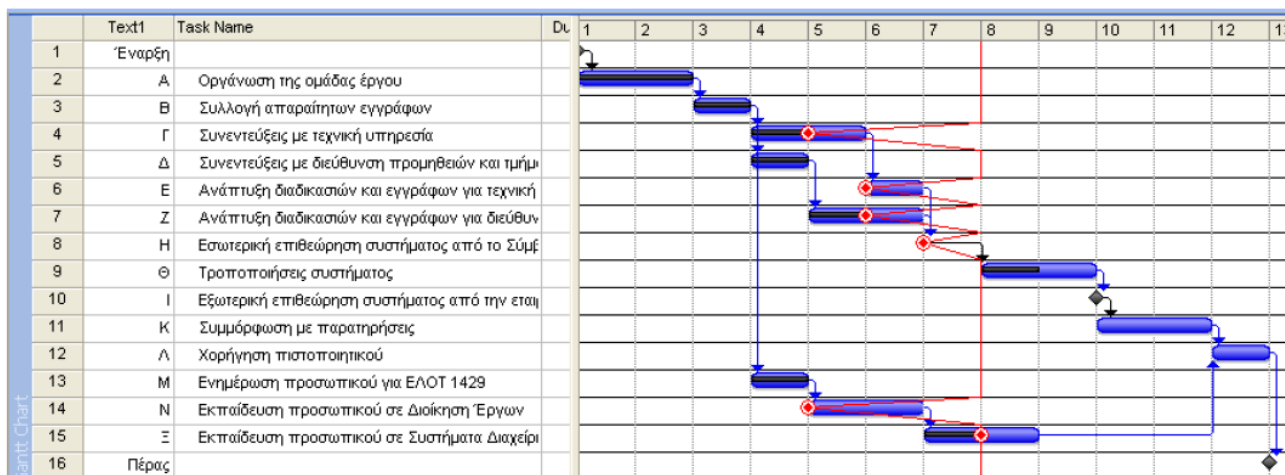 Text1 Task Name Du 1 2 3 4 5 6 7 8 9 10 11 12 13
1 Έναρξη
2 Α Οργάνωση της ομάδας έργου
3 Β Συλλογή απαραίτητων εγγράφων
4 Γ Συνεντεύξεις με τεχνική υπηρεσία
5 Δ Συνεντεύξεις με διεύθυνση προμηθειών και
6 Ε Ανάπτυξη διαδικασιών και εγγράφων για τεχνική
7 Ζ Ανάπτυξη διαδικασιών και εγγράφων για
8 Η Εσωτερική επιθεώρηση συστήματος από το
9 Θ Τροποποιήσεις συστήματος
10 Ι Εξωτερική επιθεώρηση συστήματος από την
11 Κ Συμμόρφωση με παρατηρήσεις
12 Λ Χορήγηση πιστοποιητικού
13 Μ Ενημέρωση προσωπικού για ΕΛΟΤ 1429
14 Ν Εκπαίδευση προσωπικού σε Διοίκηση Έργων
15 Ξ Εκπαίδευση προσωπικού σε Συστήματα
16 Πέρας
Gantt Chart